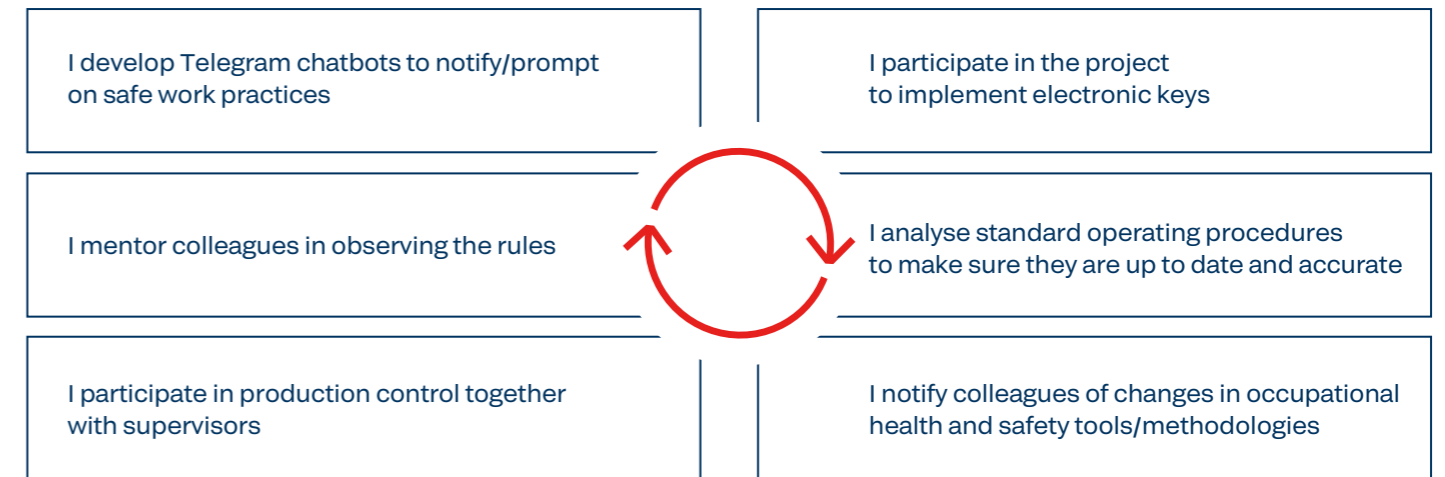 I develop Telegram chatbots to notify/prompt
on safe work practices
I participate in the project
to implement electronic keys
I mentor colleagues in observing the rules
I analyse standard operating procedures
to make sure they are up to date and accurate
I participate in production control together
with supervisors
I notify colleagues of changes in occupational
health and safety tools/methodologies